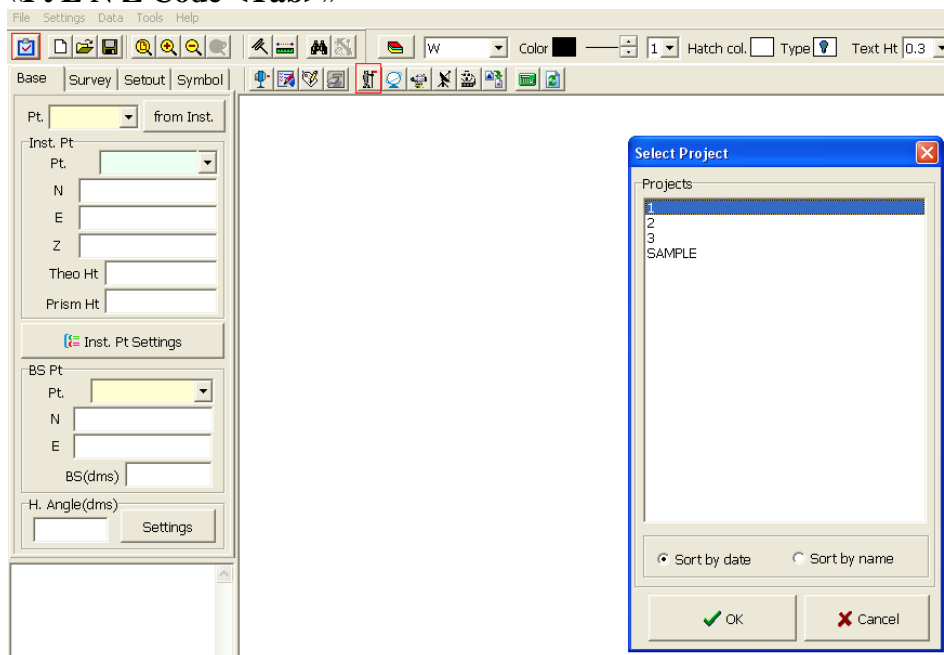 File Settings Data Tools Help
W Color 1 Hatch col. Type Text Ht 0.3
Base Survey Setout Symbol
Pt. from Inst.
Inst. Pt
Pt.
N
E
Z
Theo Ht
Prism Ht
Inst. Pt Settings
BS Pt
Pt.
N
E
BS(dms)
H. Angle(dms)
Settings
Select Project
Projects
1
2
3
SAMPLE
Sort by date Sort by name
OK Cancel